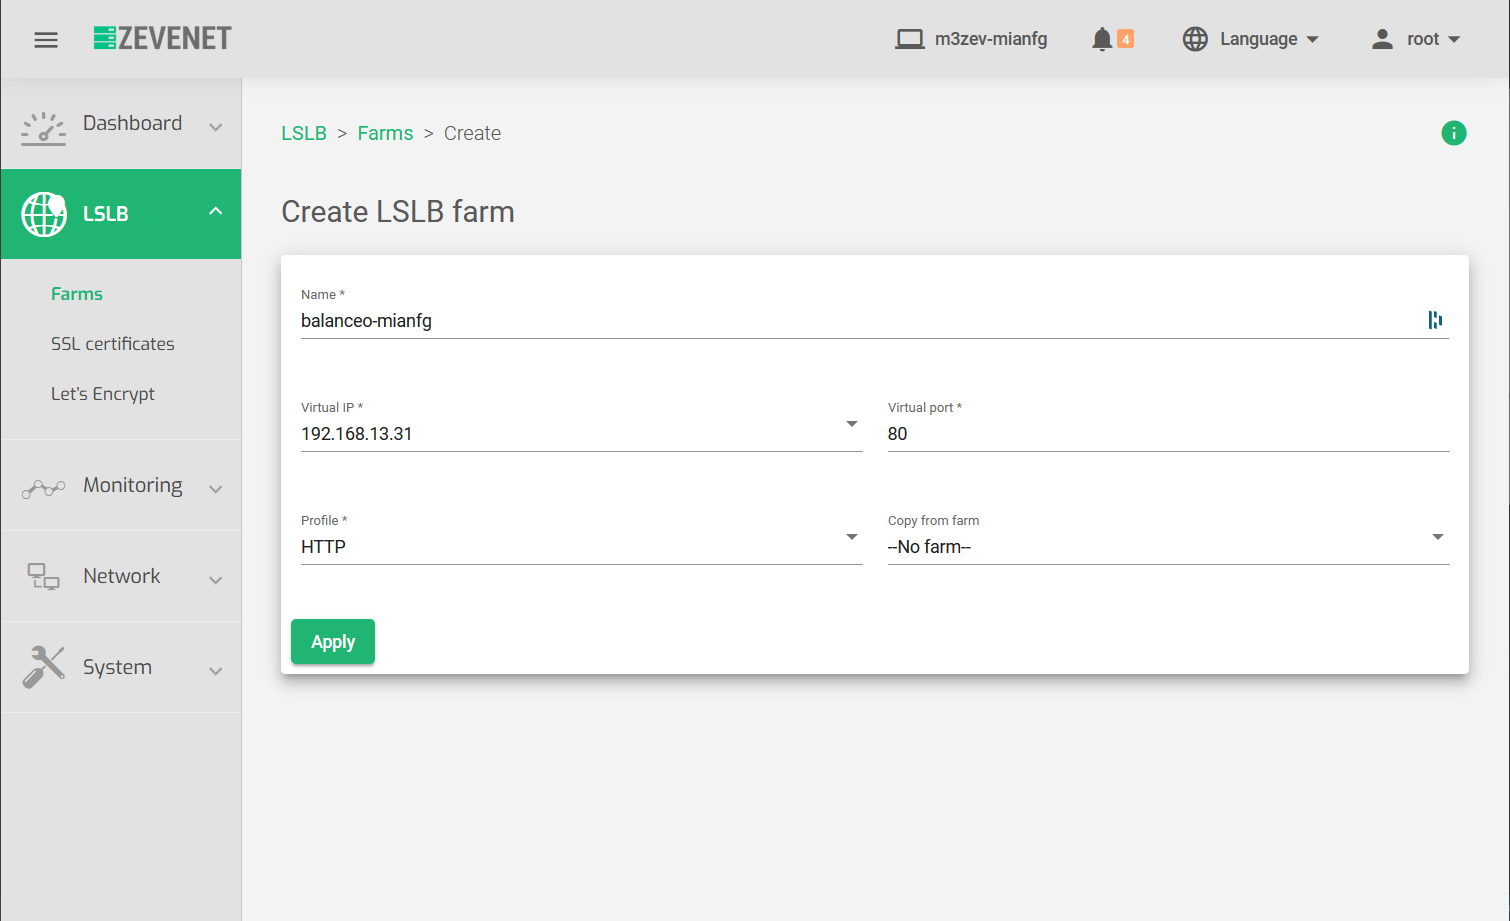 ZEVENET
m3zev-mianfg
4
Language
root
Dashboard
LSLB
Farms
SSL certificates
Let's Encrypt
Monitoring
Network
System
LSLB > Farms > Create
i
Create LSLB farm
Name *
balanceo-mianfg
Virtual IP *
192.168.13.31
Virtual port *
80
Profile *
HTTP
Copy from farm
--No farm--
Apply